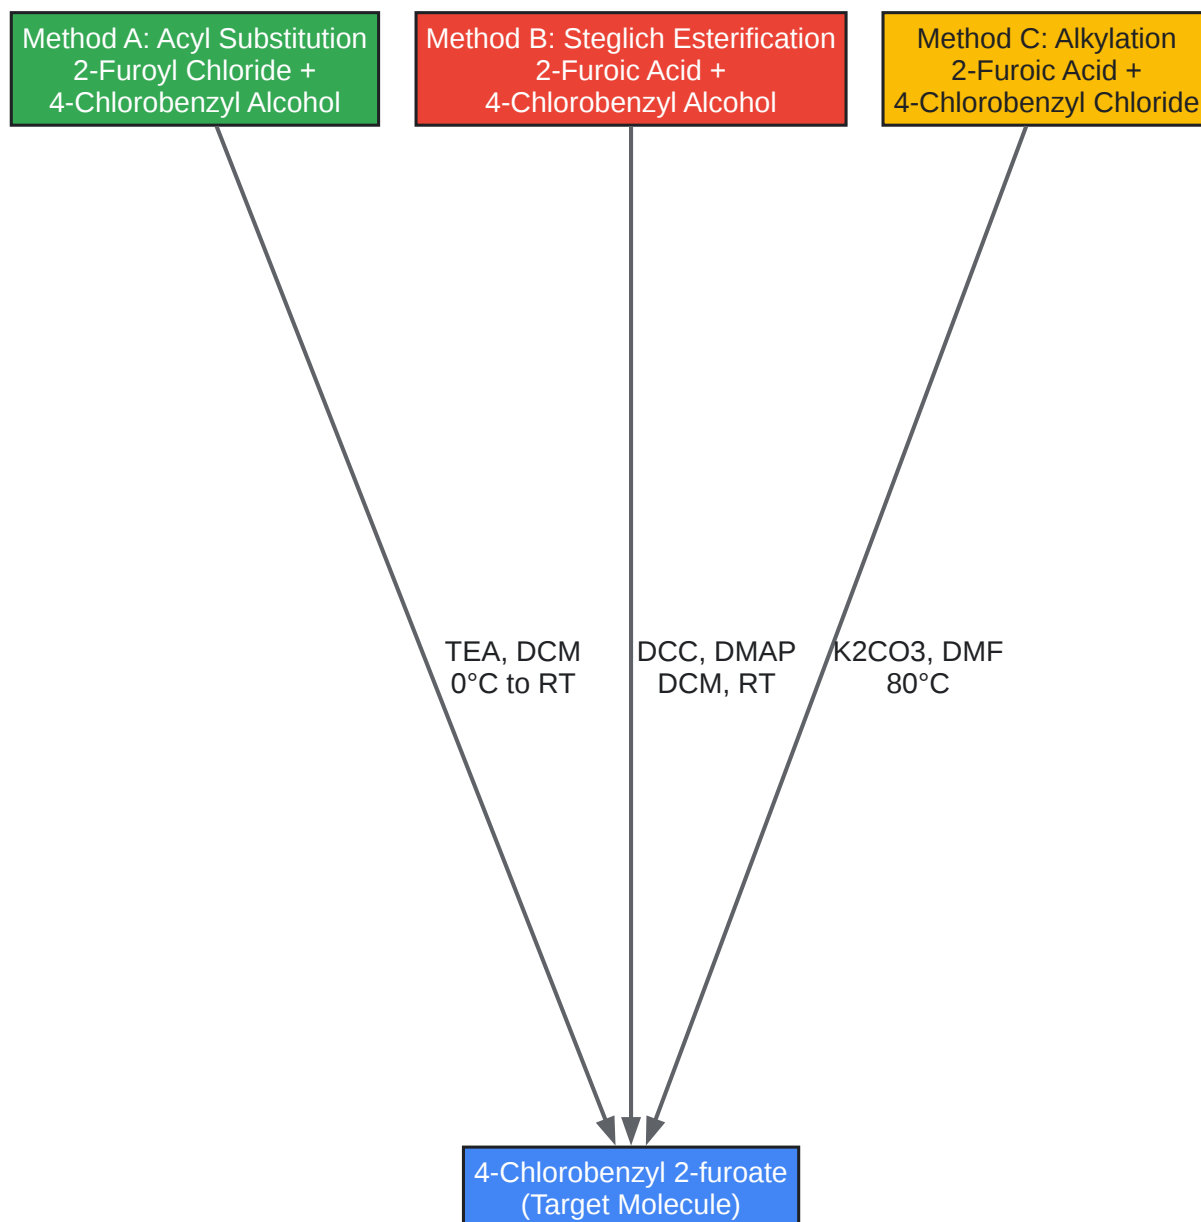 Method A: Acyl Substitution
2-Furoyl Chloride +
4-Chlorobenzyl Alcohol
Method B: Steglich Esterification
2-Furoic Acid +
4-Chlorobenzyl Alcohol
Method C: Alkylation
2-Furoic Acid +
4-Chlorobenzyl Chloride
TEA, DCM
0°C to RT
DCC, DMAP
DCM, RT
K2CO3, DMF
80°C
4-Chlorobenzyl 2-furoate
(Target Molecule)